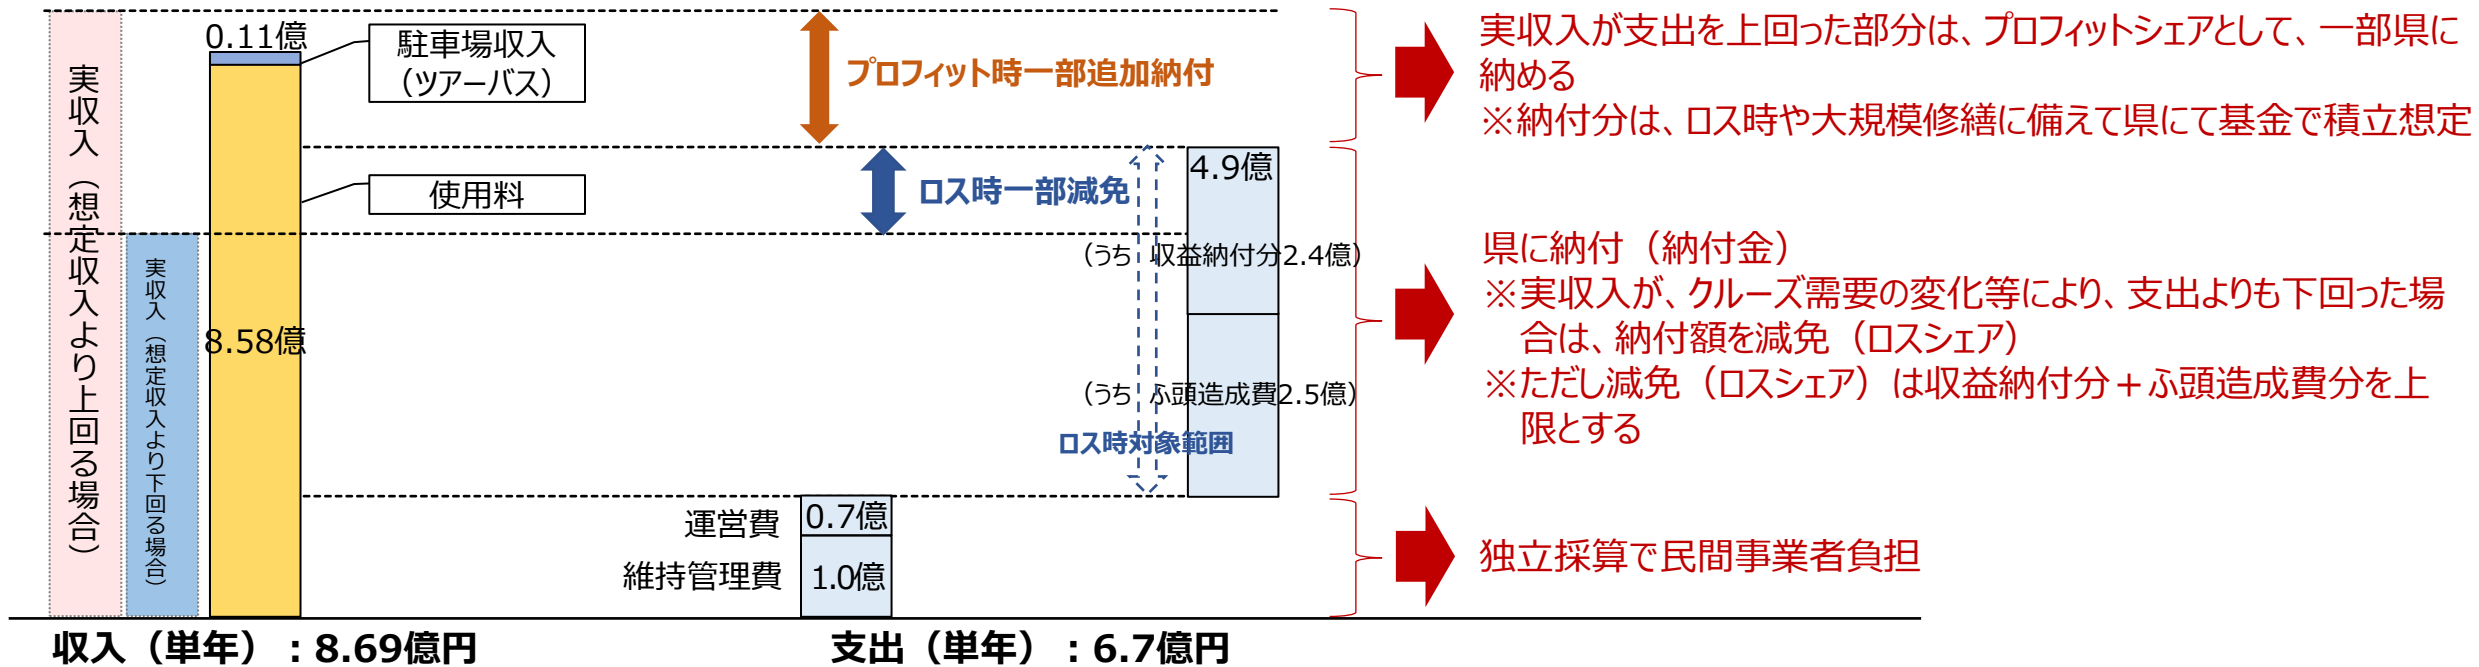 実収入（想定収入より上回る場合）
実収入（想定収入より下回る場合）
0.11億
8.58億
駐車場収入
（ツアーバス）
使用料
プロフィット時一部追加納付
ロス時一部減免
4.9億
（うち　収益納付分2.4億）
（うち　ふ頭造成費2.5億）
ロス時対象範囲
運営費
0.7億
維持管理費
1.0億
収入（単年）：8.69億円
支出（単年）：6.7億円
実収入が支出を上回った部分は、プロフィットシェアとして、一部県に
納める
※納付分は、ロス時や大規模修繕に備えて県にて基金で積立想定
県に納付（納付金）
※実収入が、クルーズ需要の変化等により、支出よりも下回った場
合は、納付額を減免（ロスシェア）
※ただし減免（ロスシェア）は収益納付分＋ふ頭造成費分を上
限とする
独立採算で民間事業者負担